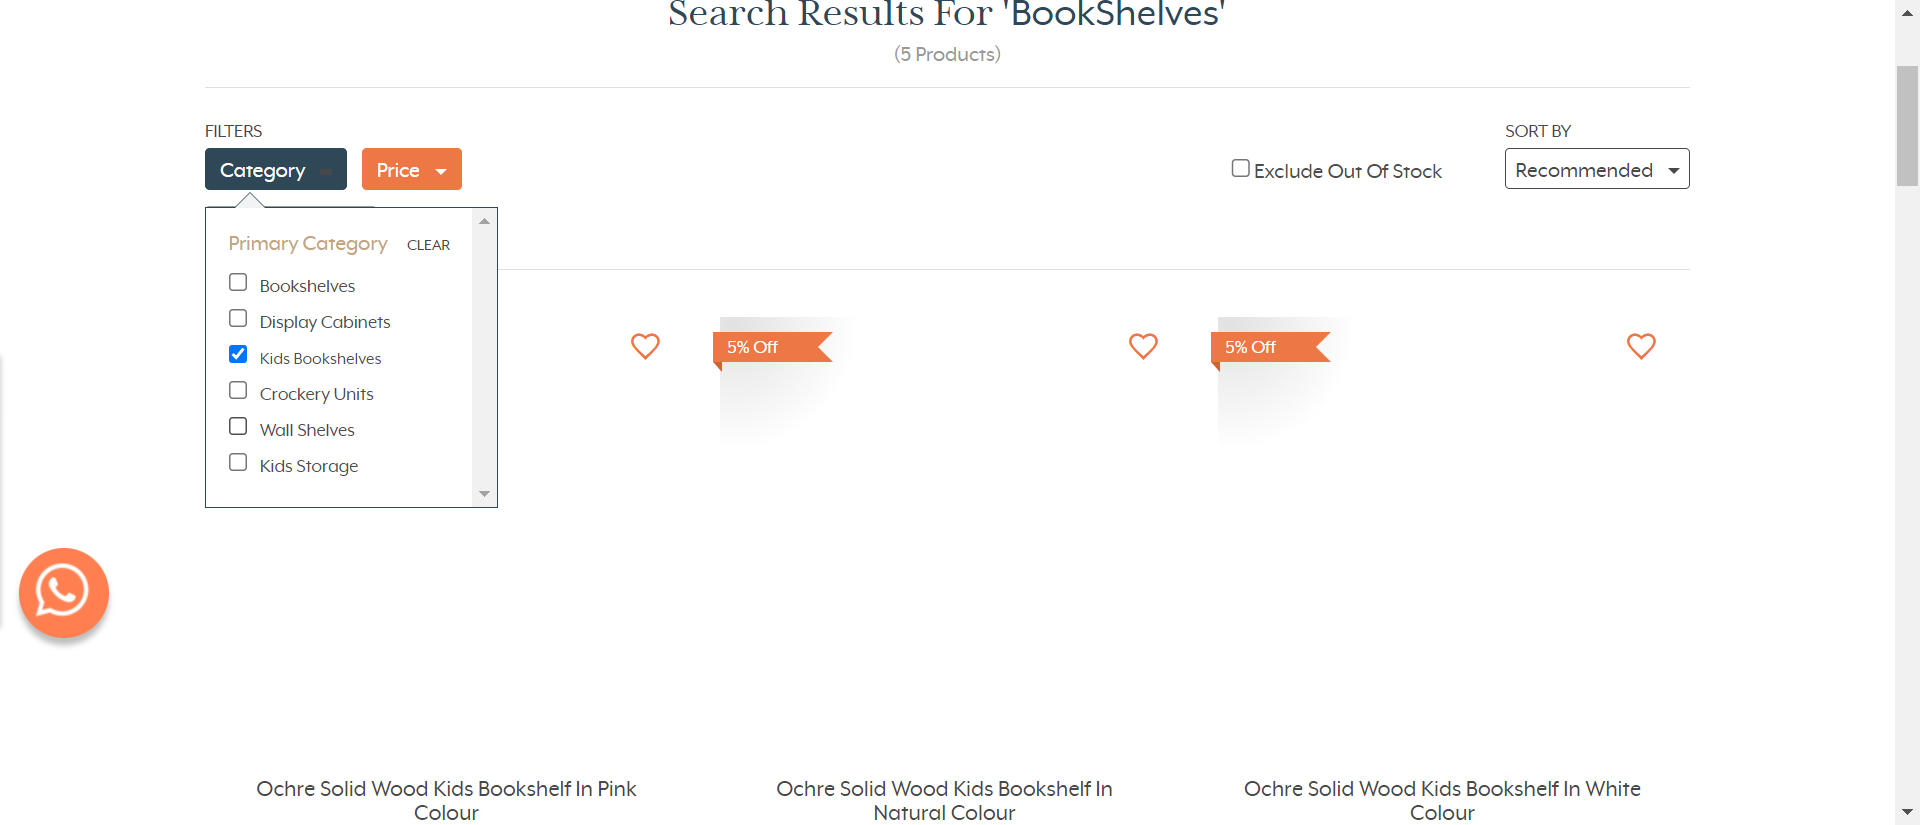 Search Results For 'BookShelves'
(5 Products)
FILTERS
SORT BY
Category
Price
Exclude Out Of Stock
Recommended
Primary Category
CLEAR
Bookshelves
Display Cabinets
Kids Bookshelves
Crockery Units
Wall Shelves
Kids Storage
5% Off
5% Off
Ochre Solid Wood Kids Bookshelf In Pink
Colour
Ochre Solid Wood Kids Bookshelf In
Natural Colour
Ochre Solid Wood Kids Bookshelf In White
Colour